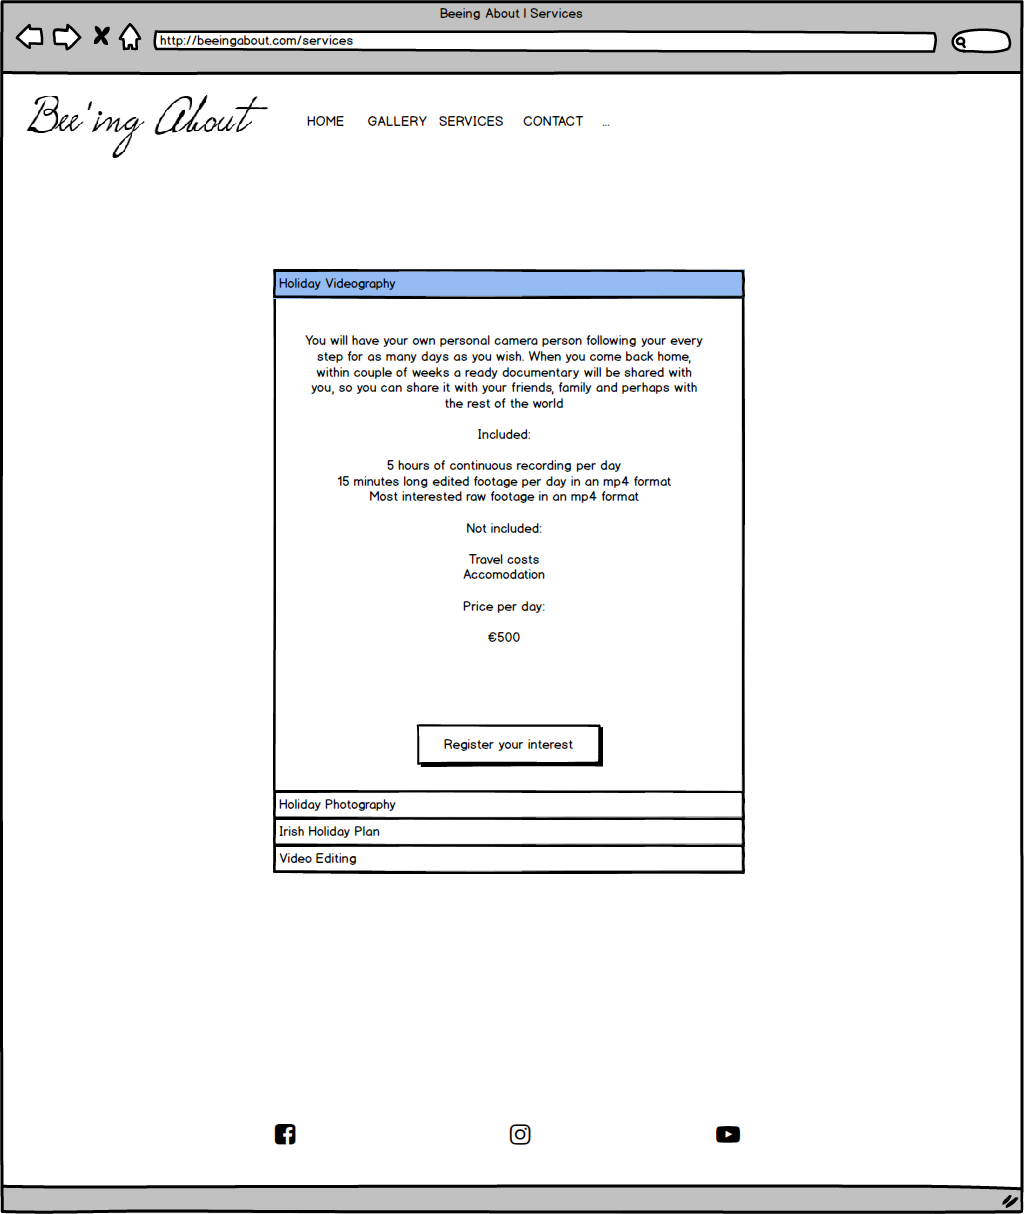 Beeing About | Services
http://beeingabout.com/services
Bee'ing About
HOME GALLERY SERVICES CONTACT ...
Holiday Videography
You will have your own personal camera person following your every
step for as many days as you wish. When you come back home,
within couple of weeks a ready documentary will be shared with
you, so you can share it with your friends, family and perhaps with
the rest of the world
Included:
5 hours of continuous recording per day
15 minutes long edited footage per day in an mp4 format
Most interested raw footage in an mp4 format
Not included:
Travel costs
Accomodation
Price per day:
€500
Register your interest
Holiday Photography
Irish Holiday Plan
Video Editing